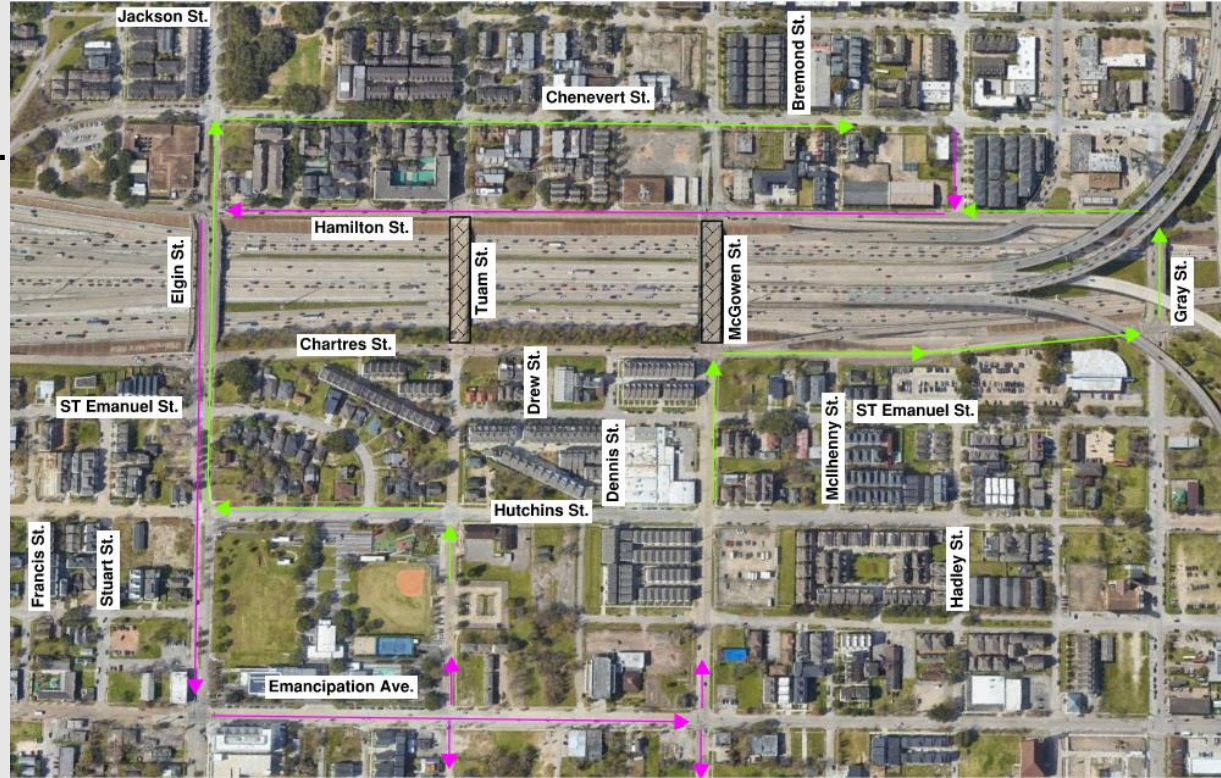 Jackson St.
Bremond St.
Chenevert St.
Hamilton St.
Elgin St.
Tuam St.
McGowen St.
Gray St.
Chartres St.
Drew St.
ST Emanuel St.
ST Emanuel St.
McIlhenny St.
Dennis St.
Hutchins St.
Francis St.
Stuart St.
Hadley St.
Emancipation Ave.